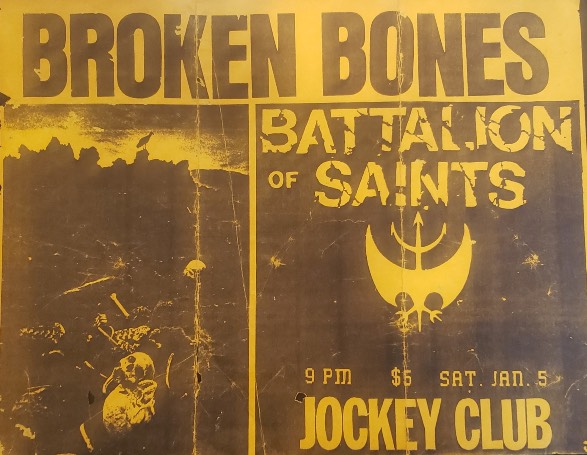 BROKEN BONES
BATTALION
OF SAINTS
9 PM $5 SAT. JAN. 5
JOCKEY CLUB